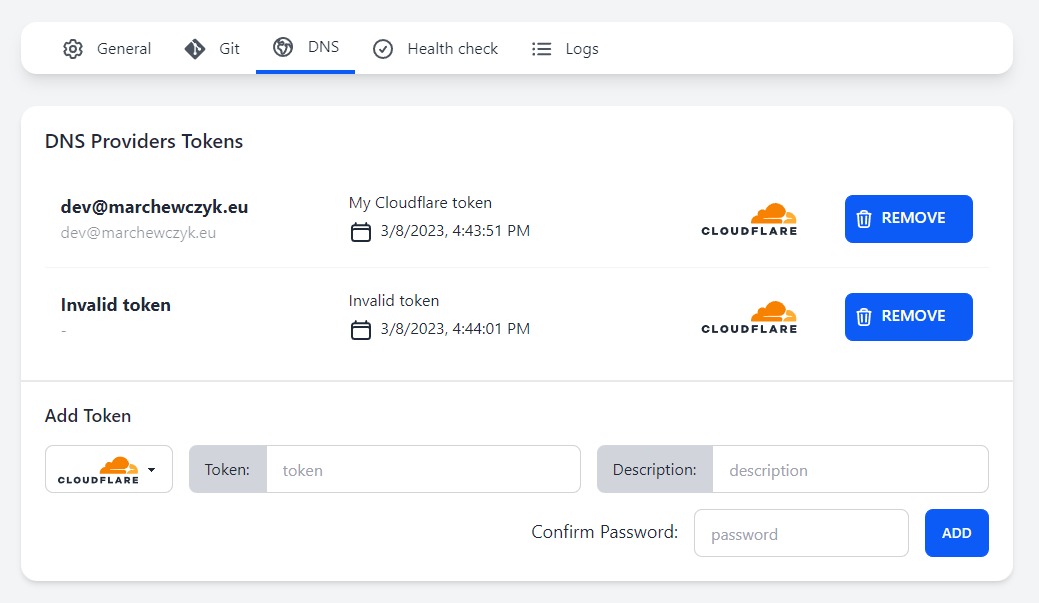 General Git DNS Health check Logs
DNS Providers Tokens
dev@marchewczyk.eu
dev@marchewczyk.eu
My Cloudflare token
3/8/2023, 4:43:51 PM
CLOUDFLARE
REMOVE
Invalid token
-
Invalid token
3/8/2023, 4:44:01 PM
CLOUDFLARE
REMOVE
Add Token
CLOUDFLARE Token: token Description: description
Confirm Password: password ADD